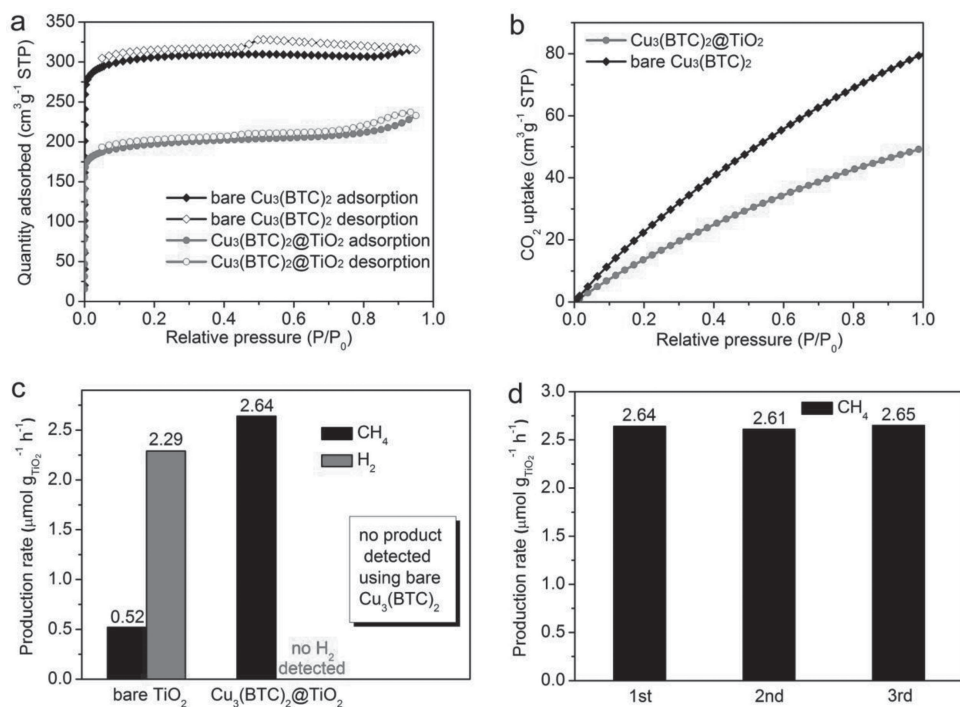 a
Quantity adsorbed (cm³g⁻¹ STP)
350
300
250
200
150
100
50
0
bare Cu₃(BTC)₂ adsorption
bare Cu₃(BTC)₂ desorption
Cu₃(BTC)₂@TiO₂ adsorption
Cu₃(BTC)₂@TiO₂ desorption
0.0 0.2 0.4 0.6 0.8 1.0
Relative pressure (P/P₀)
b
CO₂ uptake (cm³g⁻¹ STP)
80
60
40
20
0
Cu₃(BTC)₂@TiO₂
bare Cu₃(BTC)₂
0.0 0.2 0.4 0.6 0.8 1.0
Relative pressure (P/P₀)
c
Production rate (μmol g_TiO₂⁻¹ h⁻¹)
2.5
2.0
1.5
1.0
0.5
0.0
0.52
2.29
2.64
CH₄
H₂
no product
detected
using bare
Cu₃(BTC)₂
no H₂
detected
bare TiO₂ Cu₃(BTC)₂@TiO₂
d
Production rate (μmol g_TiO₂⁻¹ h⁻¹)
3.0
2.5
2.0
1.5
1.0
0.5
0.0
CH₄
2.64
2.61
2.65
1st 2nd 3rd